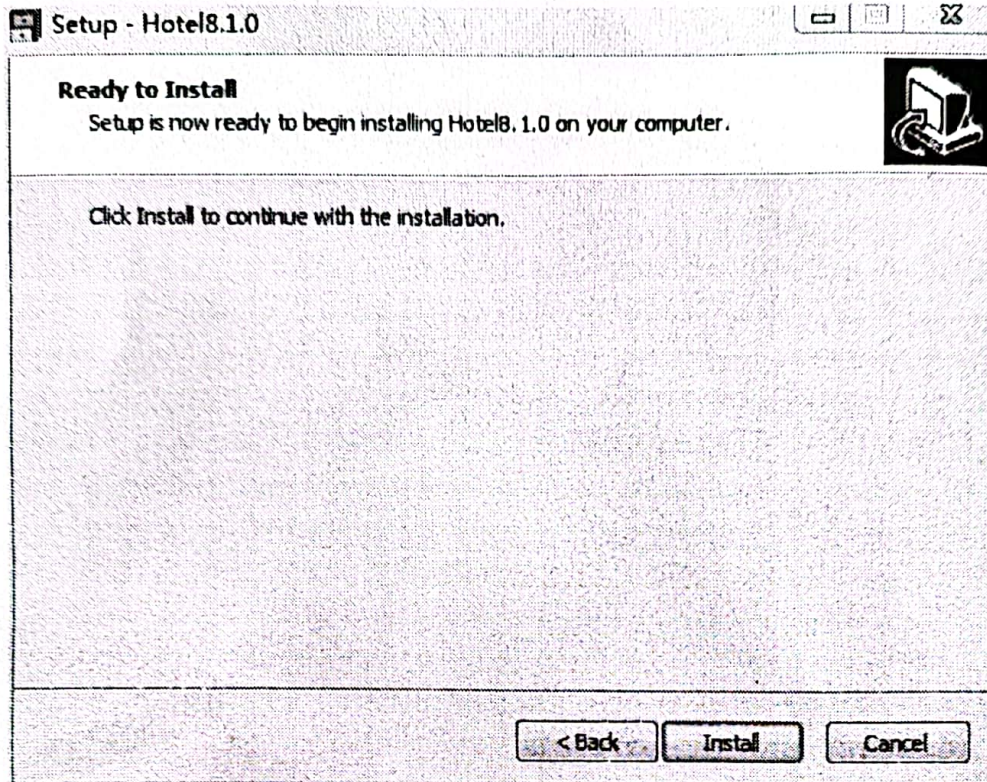 Setup - Hotel8.1.0
Ready to Install
Setup is now ready to begin installing Hotel8.1.0 on your computer.
Click Install to continue with the installation.
< Back
Install
Cancel